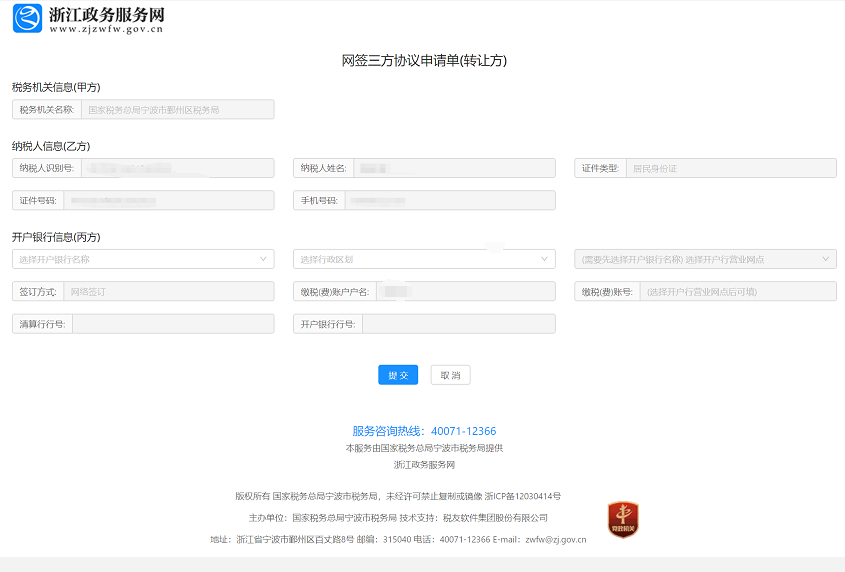 浙江政务服务网
www.zjzwfw.gov.cn
网签三方协议申请单(转让方)
税务机关信息(甲方)
税务机关名称: 国家税务总局宁波市鄞州区税务局
纳税人信息(乙方)
纳税人识别号: 纳税人姓名: 证件类型: 居民身份证
证件号码: 手机号码:
开户银行信息(丙方)
选择开户银行名称 选择行政区划 (需要先选择开户银行名称) 选择开户行营业网点
签订方式: 网络签订 缴税(费)账户户名: 缴税(费)账号: (选择开户行营业网点后可填)
清算行行号: 开户银行行号:
提 交 取 消
服务咨询热线：40071-12366
本服务由国家税务总局宁波市税务局提供
浙江政务服务网
版权所有 国家税务总局宁波市税务局，未经许可禁止复制或镜像 浙ICP备12030414号
主办单位：国家税务总局宁波市税务局 技术支持：税友软件集团股份有限公司
地址：浙江省宁波市鄞州区百丈路8号 邮编：315040 电话：40071-12366 E-mail：zwfw@zj.gov.cn
党政机关